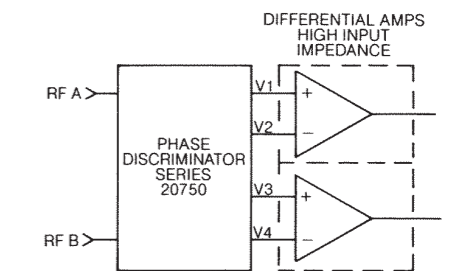 DIFFERENTIAL AMPS
HIGH INPUT
IMPEDANCE
RF A
V1
+
V2
−
PHASE
DISCRIMINATOR
SERIES
20750
V3
+
RF B
V4
−